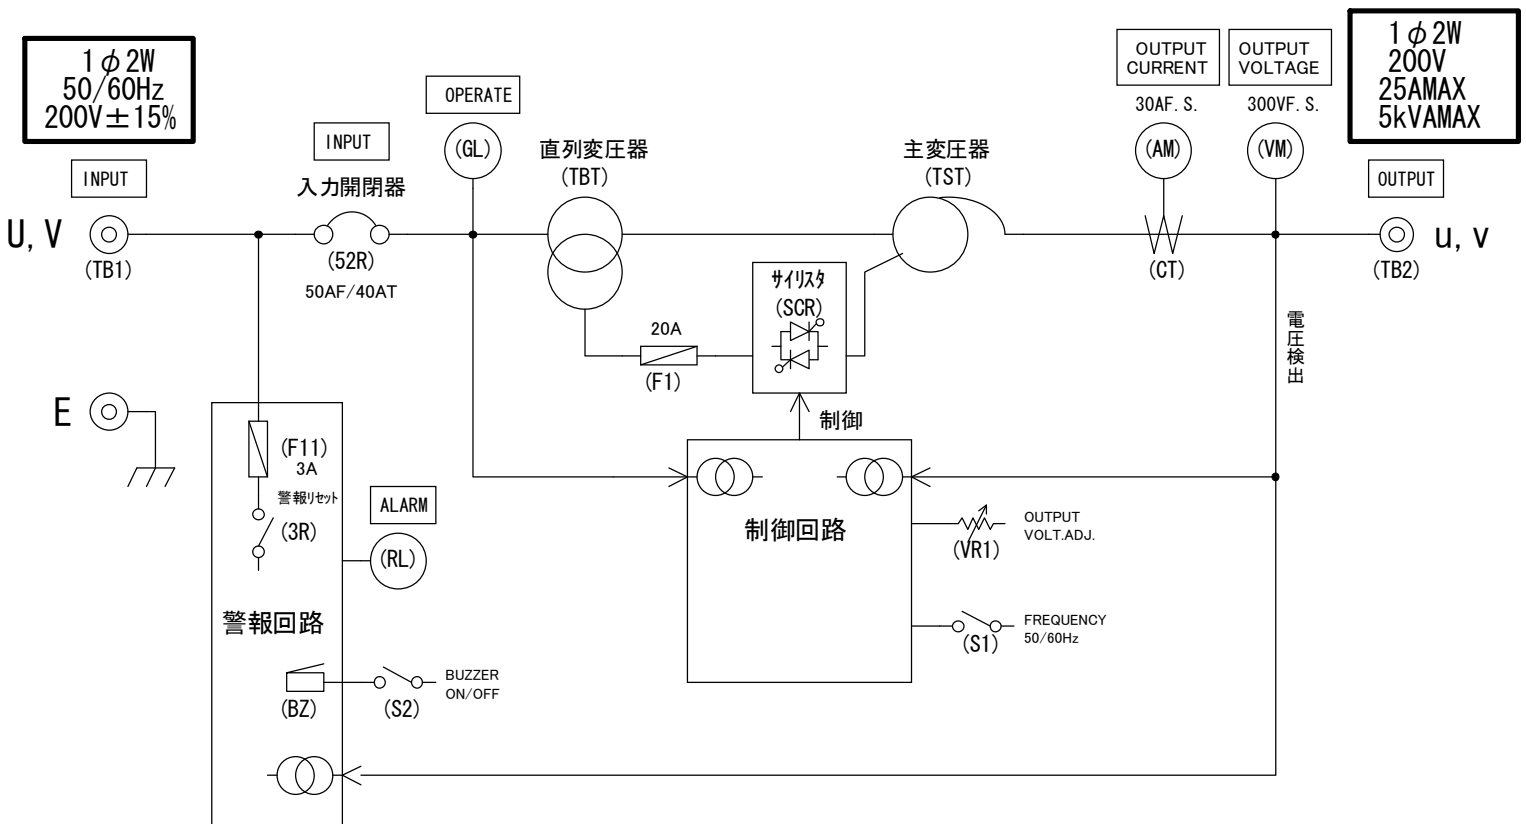 1φ2W
50/60Hz
200V±15%
INPUT
U, V
(TB1)
INPUT
入力開閉器
(52R)
50AF/40AT
OPERATE
(GL)
直列変圧器
(TBT)
主変圧器
(TST)
OUTPUT
CURRENT
30AF. S.
(AM)
(CT)
OUTPUT
VOLTAGE
300VF. S.
(VM)
1φ2W
200V
25AMAX
5kVAMAX
OUTPUT
u, v
(TB2)
サイリスタ
(SCR)
20A
(F1)
電圧検出
E
制御
(F11)
3A
警報リセット
(3R)
ALARM
(RL)
制御回路
OUTPUT
VOLT.ADJ.
(VR1)
FREQUENCY
50/60Hz
(S1)
警報回路
BUZZER
ON/OFF
(BZ)
(S2)